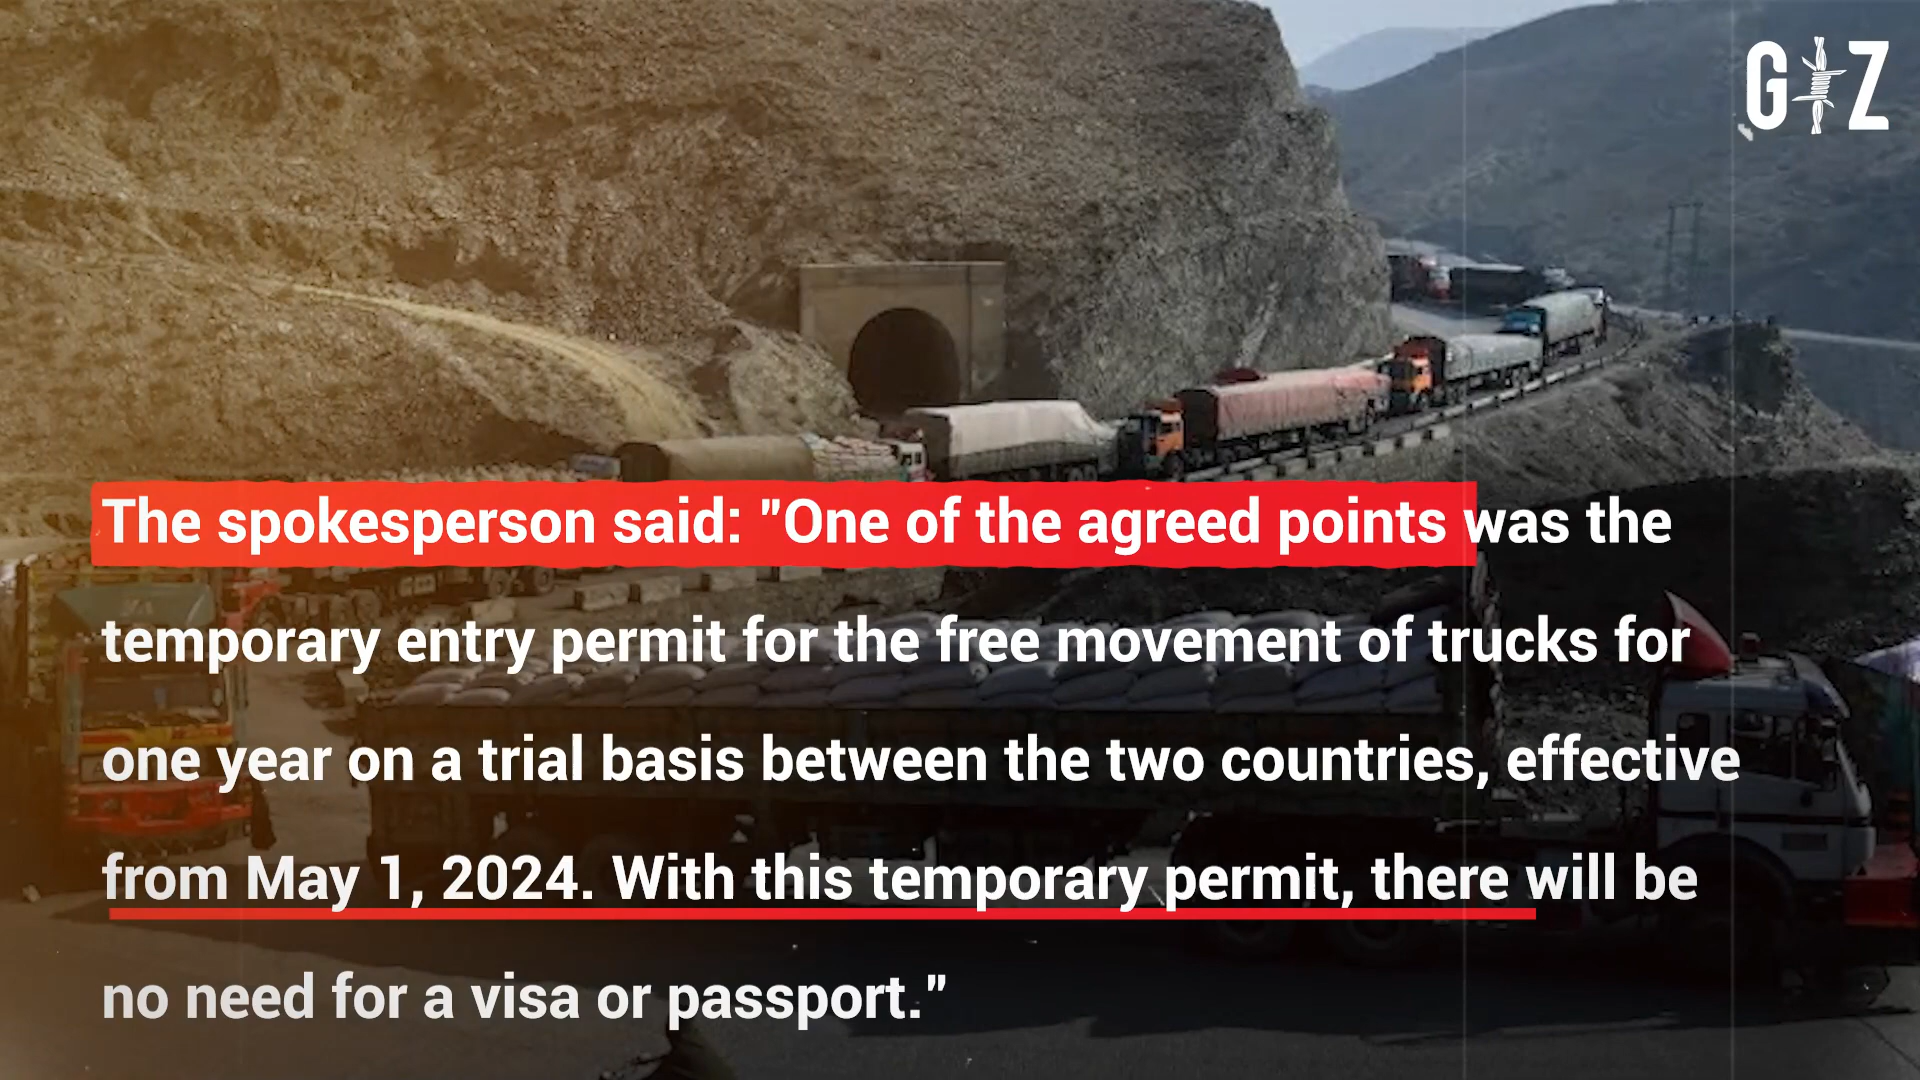 G Z
The spokesperson said: "One of the agreed points was the
temporary entry permit for the free movement of trucks for
one year on a trial basis between the two countries, effective
from May 1, 2024. With this temporary permit, there will be
no need for a visa or passport."